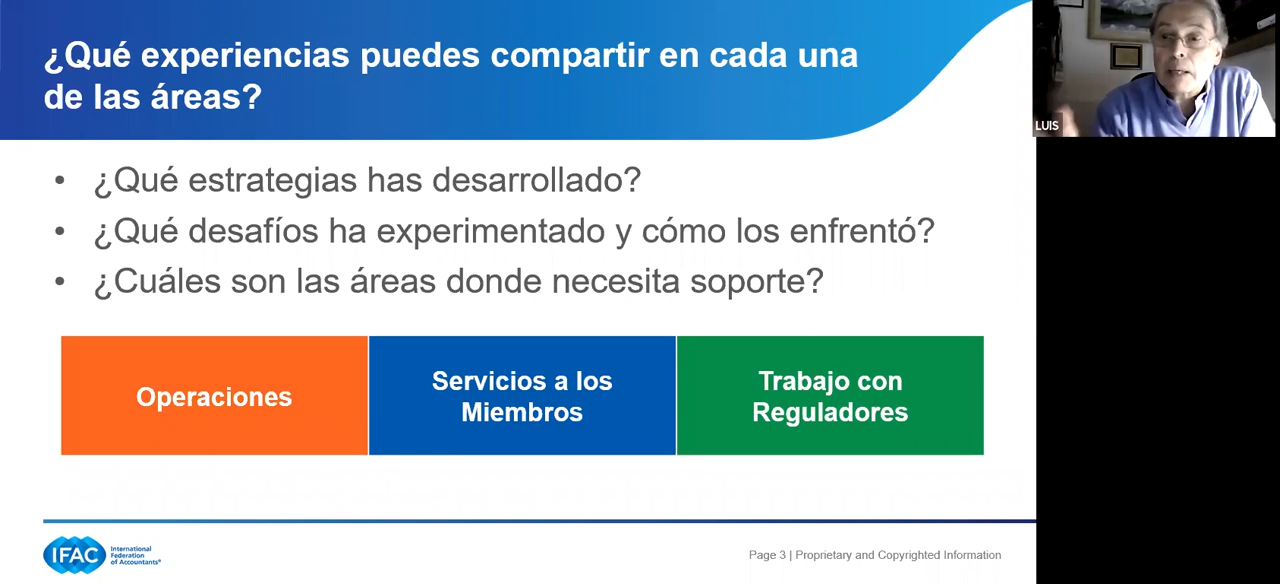 ¿Qué experiencias puedes compartir en cada una
de las áreas?
LUIS
• ¿Qué estrategias has desarrollado?
• ¿Qué desafíos ha experimentado y cómo los enfrentó?
• ¿Cuáles son las áreas donde necesita soporte?
Operaciones
Servicios a los
Miembros
Trabajo con
Reguladores
IFAC
International
Federation
of Accountants®
Page 3 | Proprietary and Copyrighted Information